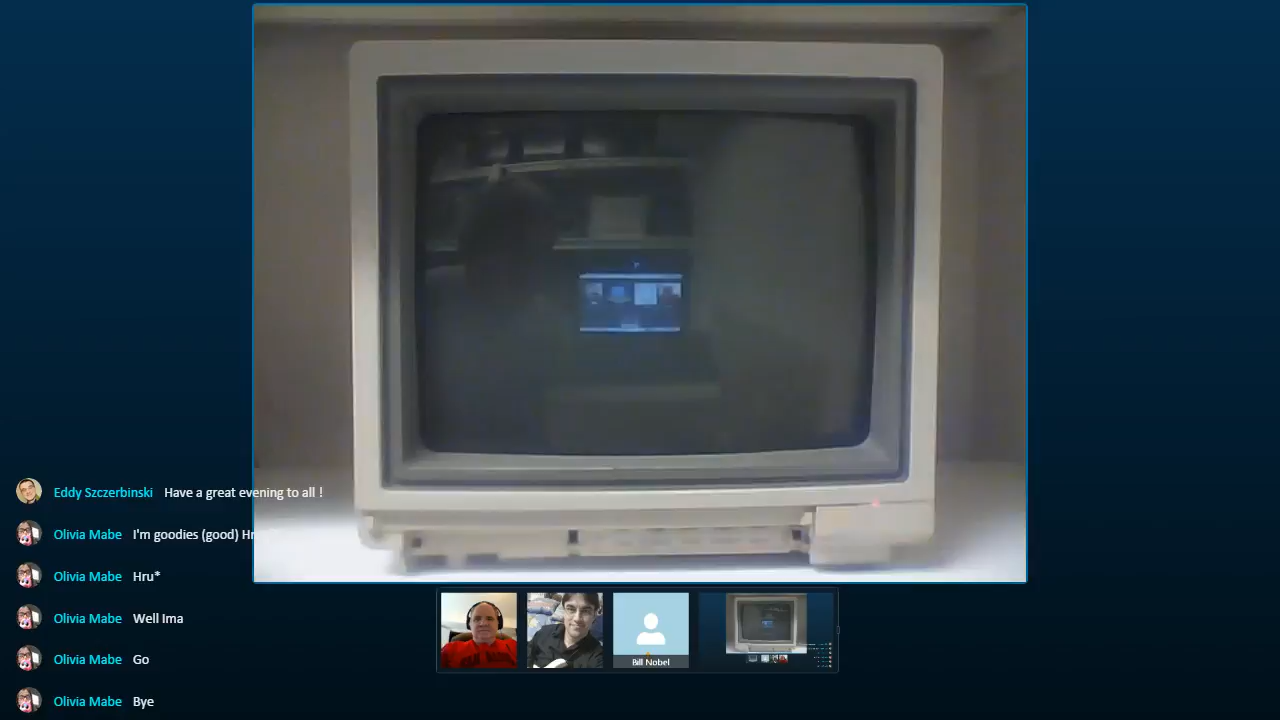 Eddy Szczerbinski Have a great evening to all !
Olivia Mabe I'm goodies (good)
Olivia Mabe Hru*
Olivia Mabe Well Ima
Olivia Mabe Go
Olivia Mabe Bye
Bill Nobel